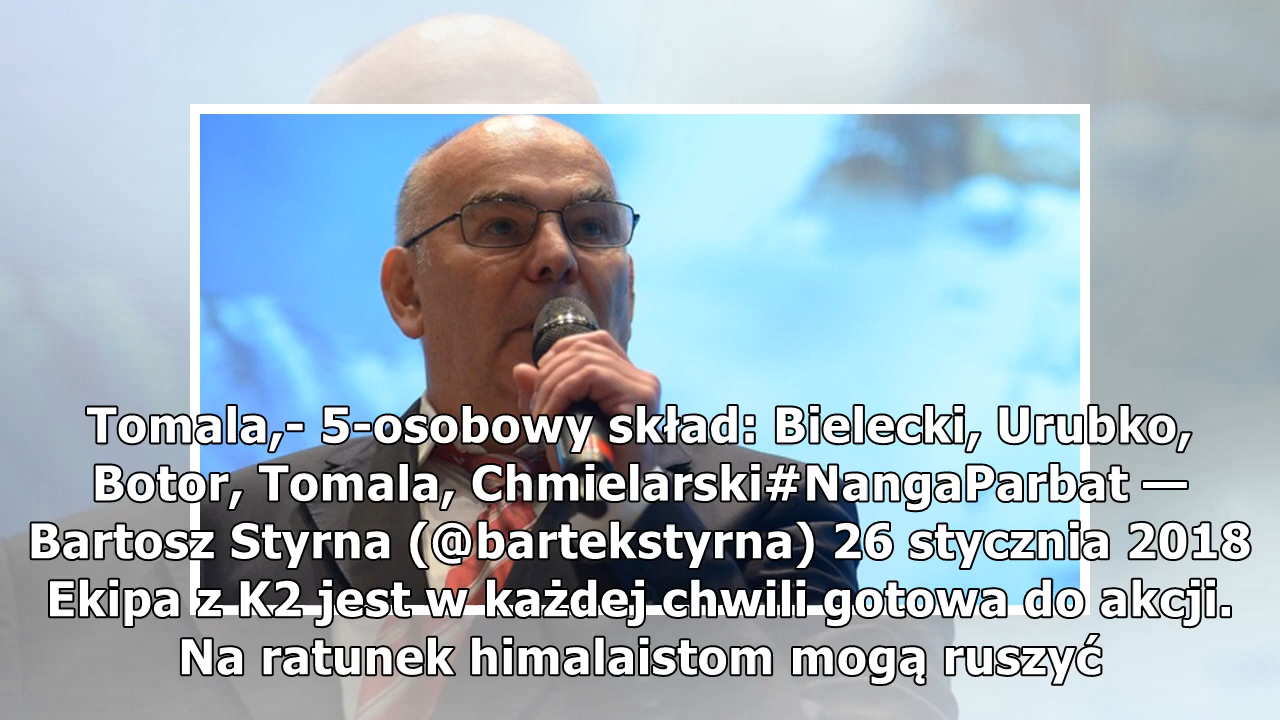 Tomala,- 5-osobowy skład: Bielecki, Urubko,
Botor, Tomala, Chmielarski#NangaParbat —
Bartosz Styrna (@bartekstyrna) 26 stycznia 2018
Ekipa z K2 jest w każdej chwili gotowa do akcji.
Na ratunek himalaistom mogą ruszyć